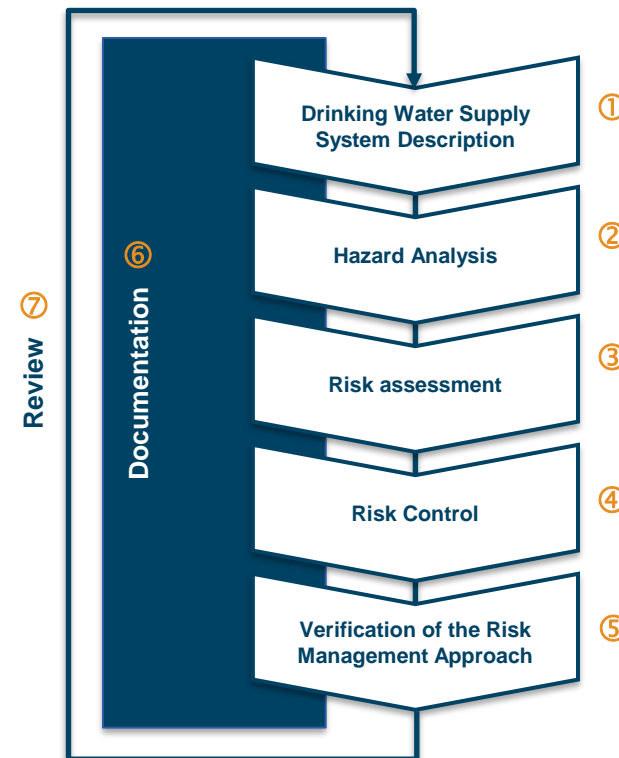 Drinking Water Supply
System Description
①
Hazard Analysis
②
Risk assessment
③
Risk Control
④
Verification of the Risk
Management Approach
⑤
Documentation ⑥
Review ⑦